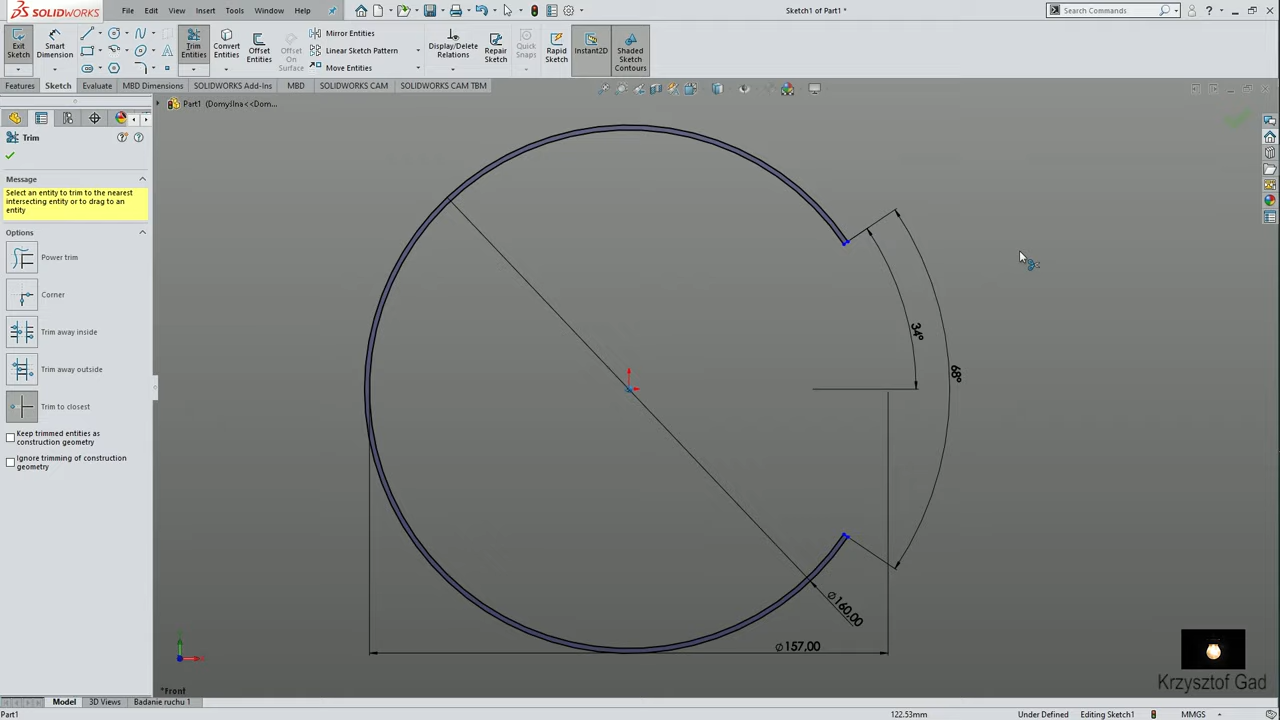 SOLIDWORKS
File
Edit
View
Insert
Tools
Window
Sketch1 of Part1 *
Search Commands
Exit
Sketch
Smart
Dimension
Trim
Entities
Convert
Entities
Offset
Entities
Offset
On
Surface
Mirror Entities
Linear Sketch Pattern
Move Entities
Display/Delete
Relations
Repair
Sketch
Quick
Snaps
Rapid
Sketch
Instant2D
Shaded
Sketch
Contours
Features
Sketch
Evaluate
MBD Dimensions
SOLIDWORKS Add-Ins
MBD
SOLIDWORKS CAM
SOLIDWORKS CAM TBM
Part1 (Domyślna<<Dom...
Trim
Message
Select an entity to trim to the nearest
intersecting entity or to drag to an
entity
Options
Power trim
Corner
Trim away inside
Trim away outside
Trim to closest
Keep trimmed entities as
construction geometry
Ignore trimming of construction
geometry
34°
68°
⌀160,00
⌀157,00
*Front
Krzysztof Gad
Model
3D Views
Badanie ruchu 1
Part1
122.53mm
Under Defined
Editing Sketch1
MMGS